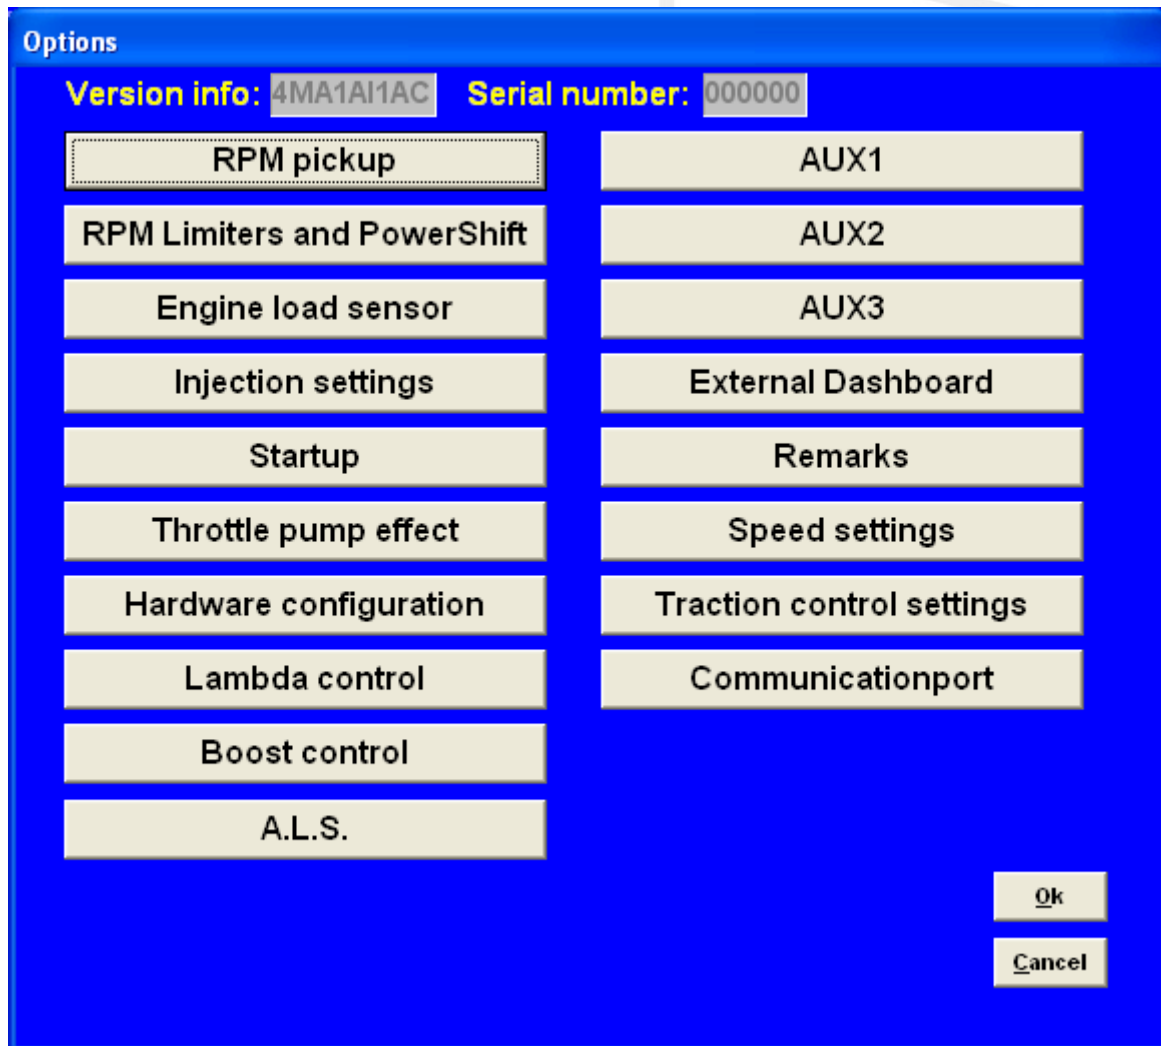 Options
Version info: 4MA1AI1AC Serial number: 000000
RPM pickup
RPM Limiters and PowerShift
Engine load sensor
Injection settings
Startup
Throttle pump effect
Hardware configuration
Lambda control
Boost control
A.L.S.
AUX1
AUX2
AUX3
External Dashboard
Remarks
Speed settings
Traction control settings
Communicationport
Ok
Cancel